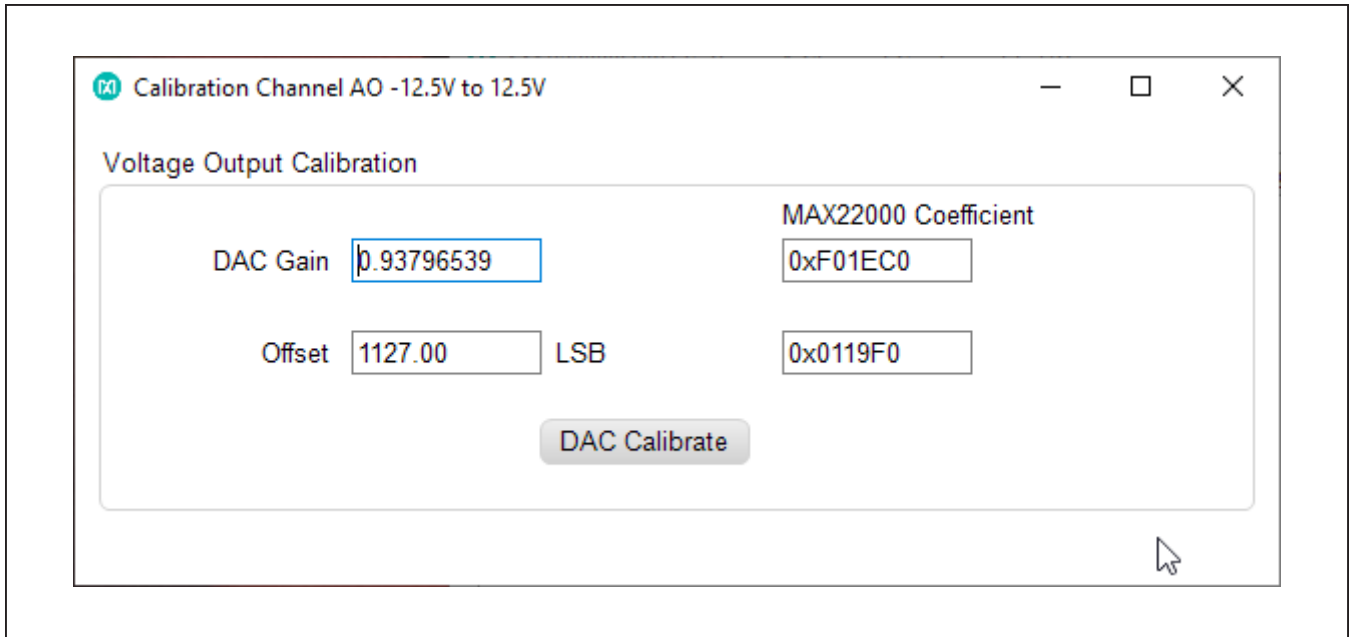 Calibration Channel AO -12.5V to 12.5V
Voltage Output Calibration
MAX22000 Coefficient
DAC Gain 0.93796539 0xF01EC0
Offset 1127.00 LSB 0x0119F0
DAC Calibrate